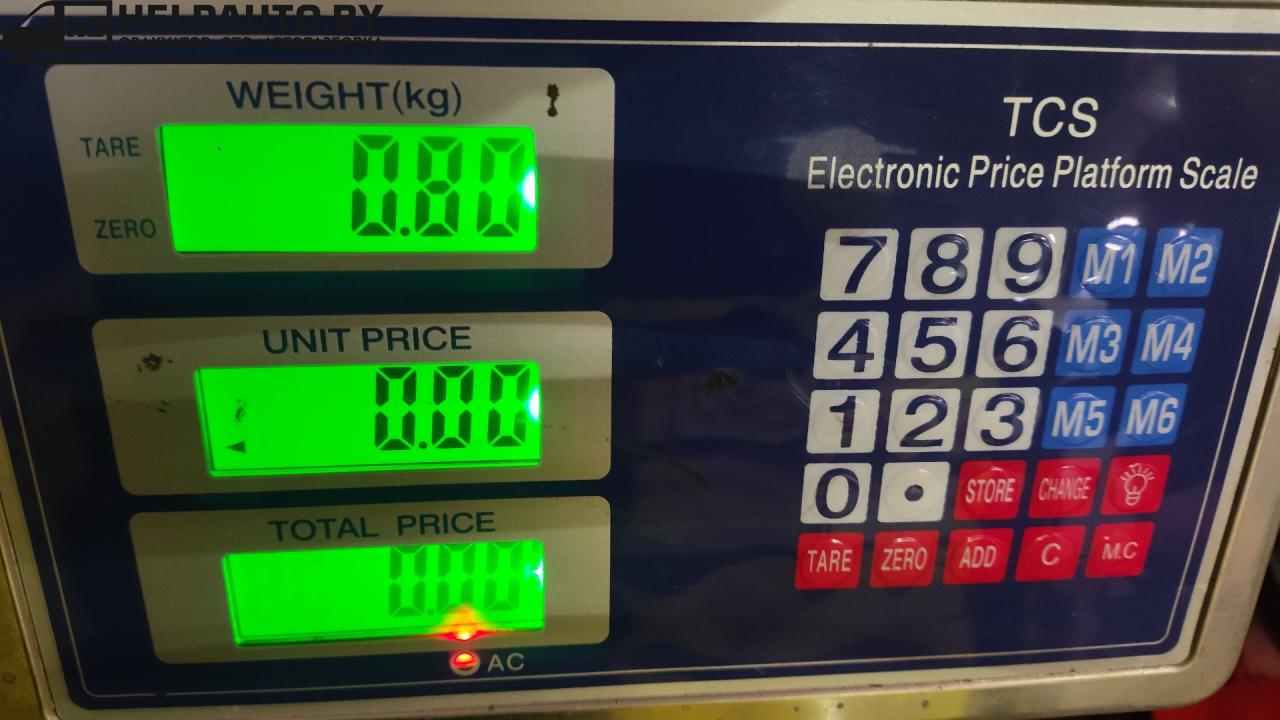 HELPAUTO.BY
WEIGHT(kg)
TARE
0.80
ZERO
UNIT PRICE
0.00
TOTAL PRICE
0.00
AC
TCS
Electronic Price Platform Scale
7 8 9 M1 M2
4 5 6 M3 M4
1 2 3 M5 M6
0 • STORE CHANGE
TARE ZERO ADD C M.C